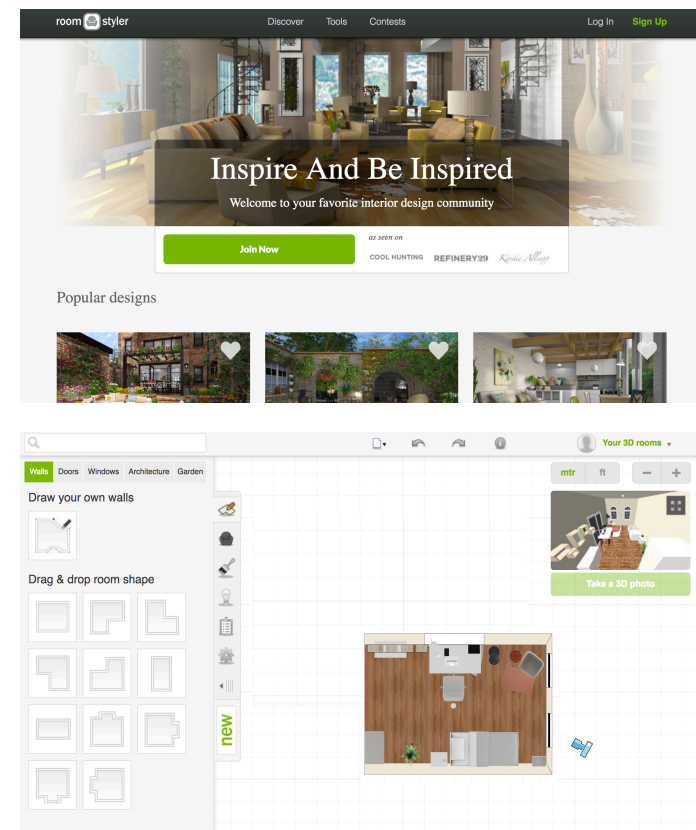 room styler
Discover Tools Contests
Log In Sign Up
Inspire And Be Inspired
Welcome to your favorite interior design community
Join Now
as seen on
COOL HUNTING REFINERY29 Kirstie Allsopp
Popular designs
Your 3D rooms
Walls Doors Windows Architecture Garden
mtr ft
Draw your own walls
Take a 3D photo
Drag & drop room shape
new